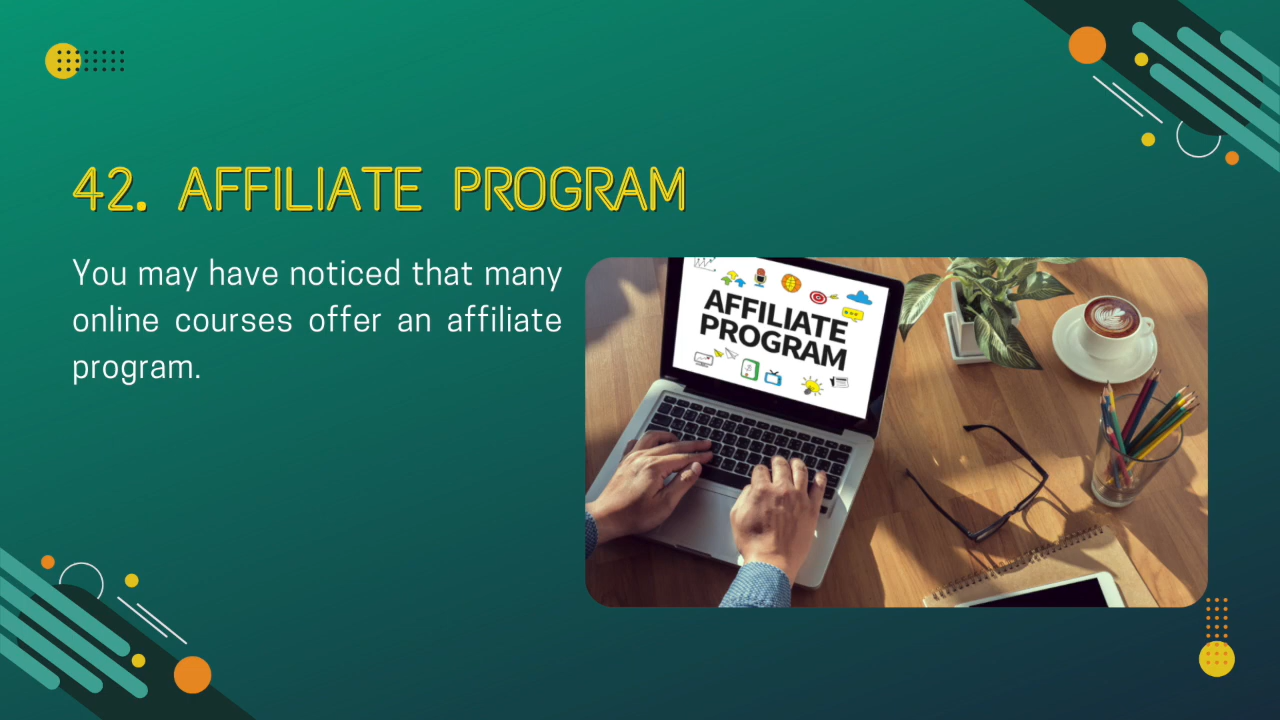 42. AFFILIATE PROGRAM
You may have noticed that many
online courses offer an affiliate
program.
AFFILIATE
PROGRAM